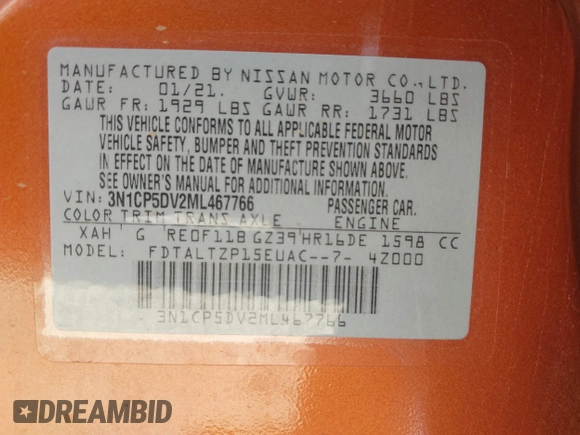 MANUFACTURED BY NISSAN MOTOR CO., LTD.
DATE: 01/21. GVWR: 3660 LBS
GAWR FR: 1929 LBS GAWR RR: 1731 LBS
THIS VEHICLE CONFORMS TO ALL APPLICABLE FEDERAL MOTOR
VEHICLE SAFETY, BUMPER AND THEFT PREVENTION STANDARDS
IN EFFECT ON THE DATE OF MANUFACTURE SHOWN ABOVE.
SEE OWNER'S MANUAL FOR ADDITIONAL INFORMATION.
VIN: 3N1CP5DV2ML467766 PASSENGER CAR.
COLOR TRIM TRANS AXLE ENGINE
XAH G RE0F11B GZ39 HR16DE 1598 CC
MODEL: FDTALTZP15EUAC--7- 4Z000
3N1CP5DV2ML467766
DREAMBID